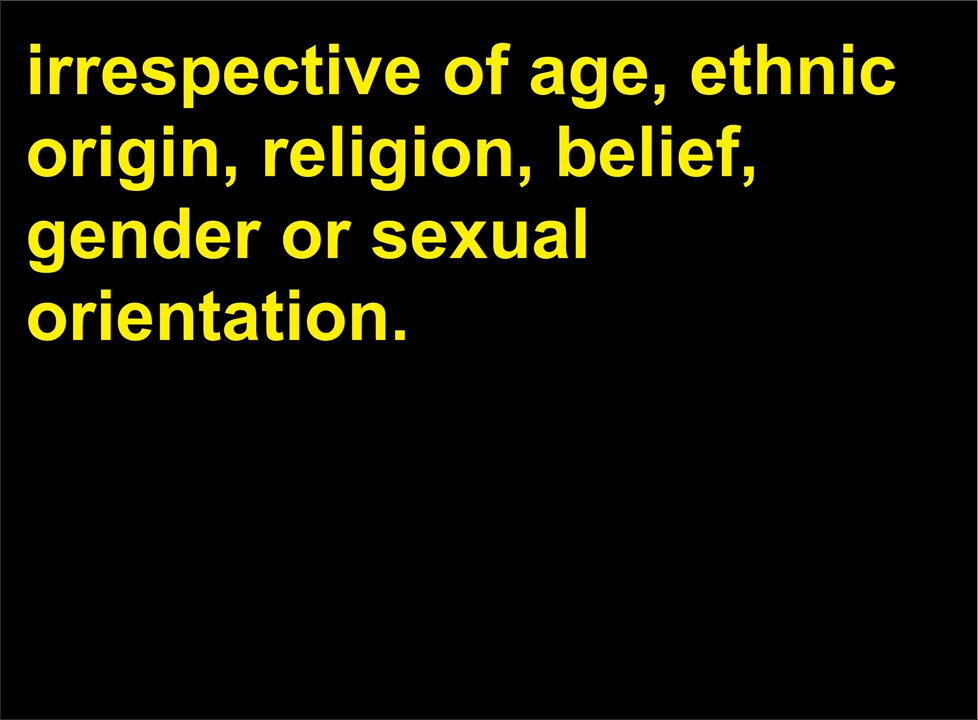 irrespective of age, ethnic
origin, religion, belief,
gender or sexual
orientation.